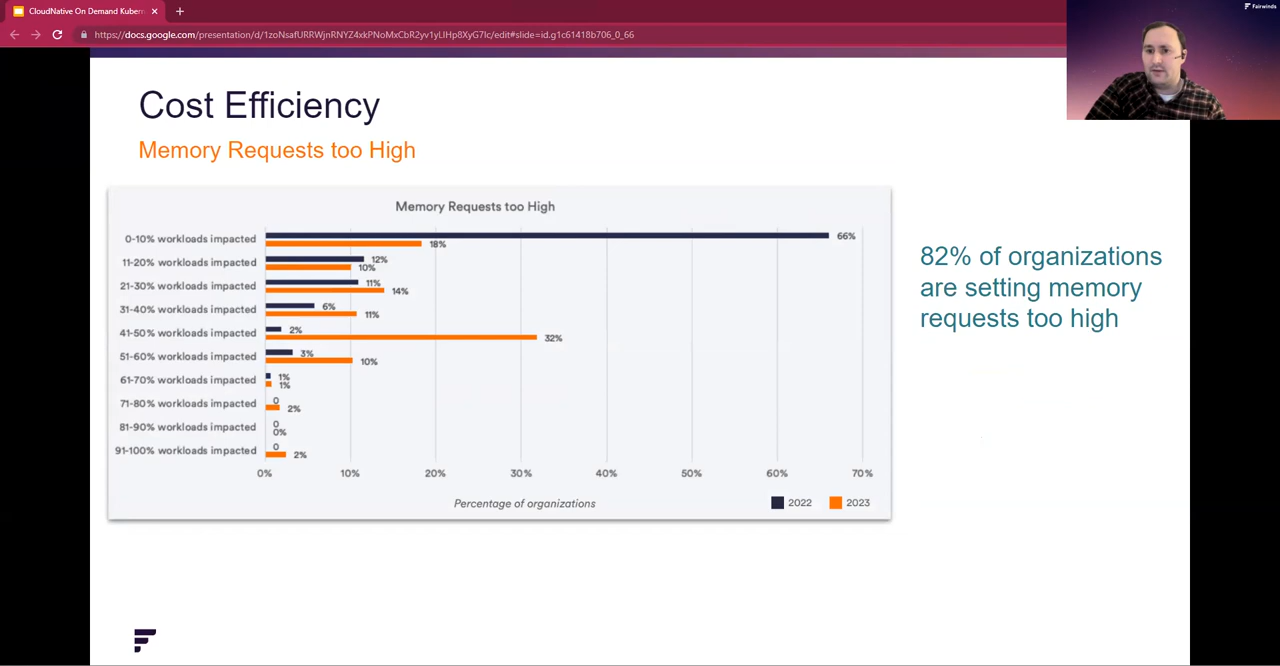 CloudNative On Demand Kubern
https://docs.google.com/presentation/d/1zoNsafURRWjnRNYZ4xkPNoMxCbR2yv1yLlHp8XyG7lc/edit#slide=id.g1c61418b706_0_66
Fairwinds
Cost Efficiency
Memory Requests too High
Memory Requests too High
0-10% workloads impacted
66%
18%
11-20% workloads impacted
12%
10%
21-30% workloads impacted
11%
14%
31-40% workloads impacted
6%
11%
41-50% workloads impacted
2%
32%
51-60% workloads impacted
3%
10%
61-70% workloads impacted
1%
1%
71-80% workloads impacted
0
2%
81-90% workloads impacted
0
0%
91-100% workloads impacted
0
2%
0% 10% 20% 30% 40% 50% 60% 70%
Percentage of organizations
2022 2023
82% of organizations
are setting memory
requests too high